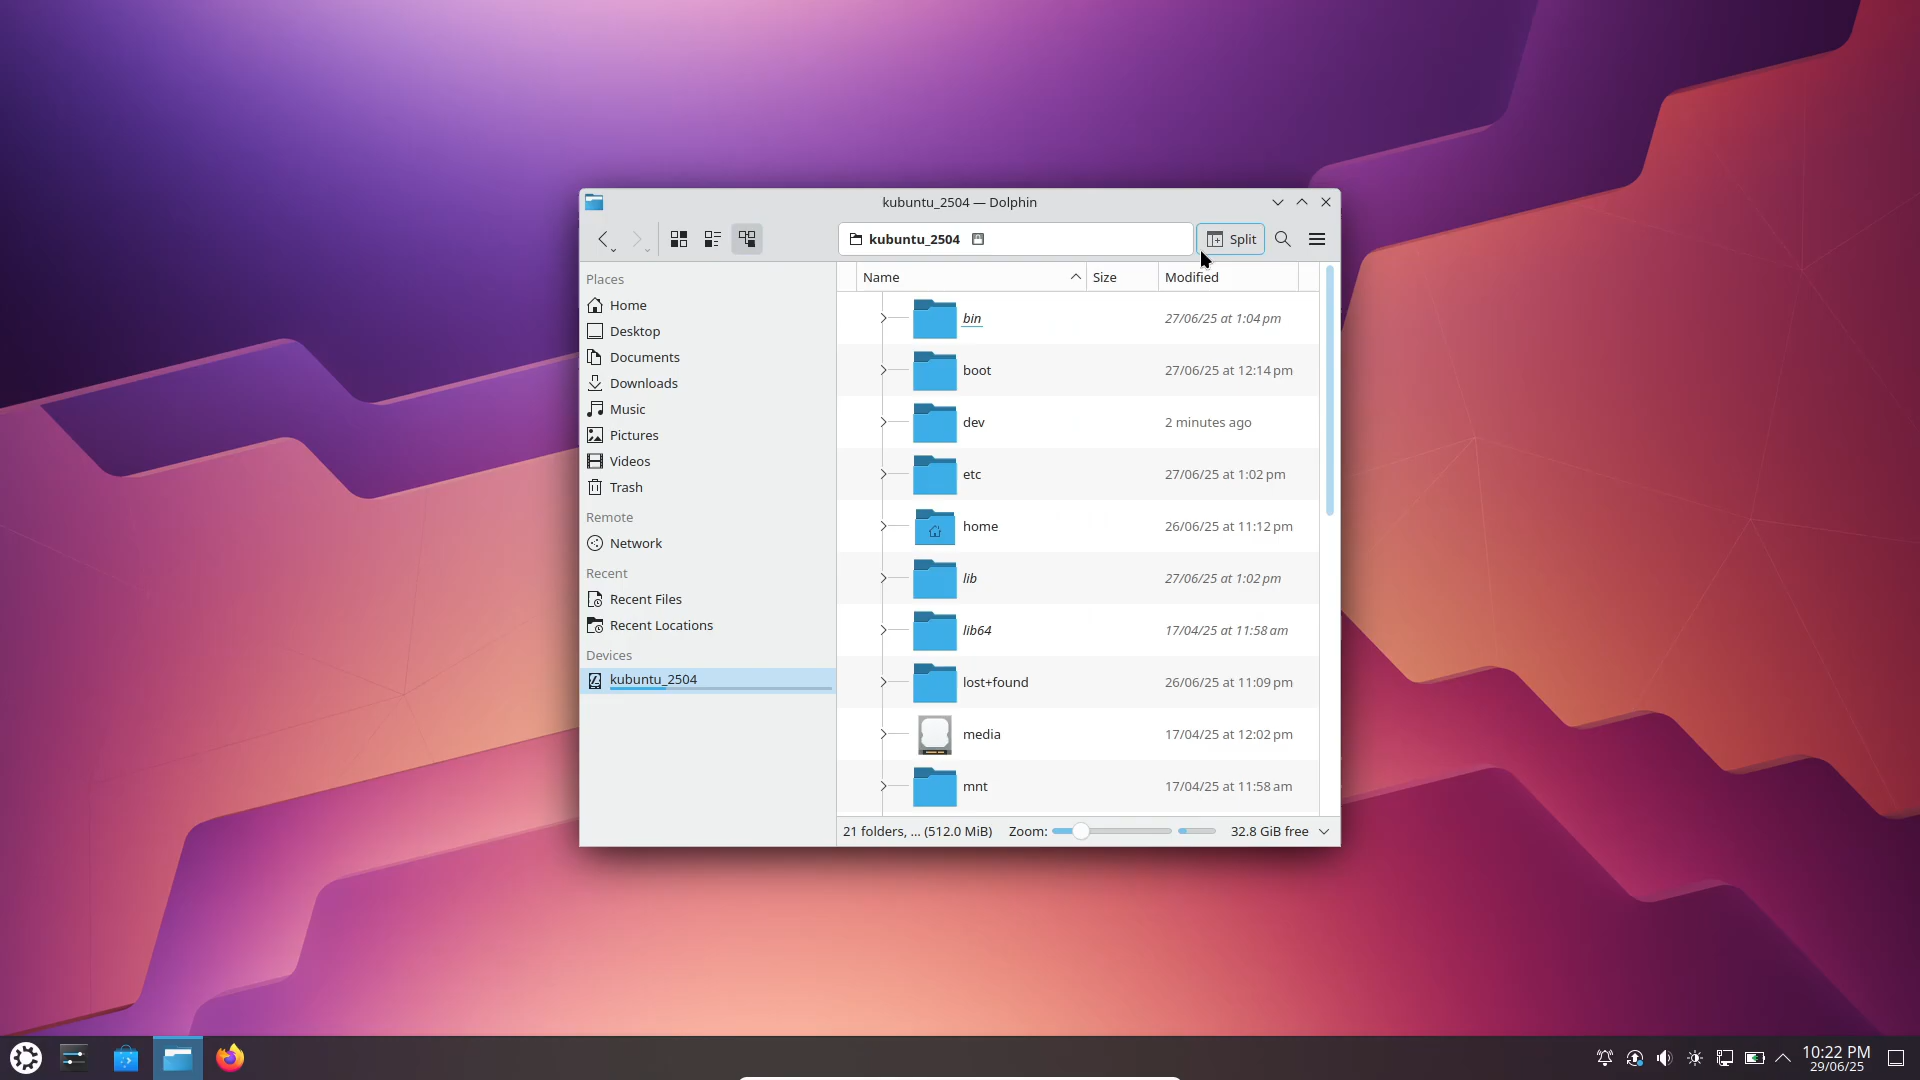 kubuntu_2504 — Dolphin
kubuntu_2504
Split
Places
Home
Desktop
Documents
Downloads
Music
Pictures
Videos
Trash
Remote
Network
Recent
Recent Files
Recent Locations
Devices
kubuntu_2504
Name Size Modified
bin 27/06/25 at 1:04 pm
boot 27/06/25 at 12:14 pm
dev 2 minutes ago
etc 27/06/25 at 1:02 pm
home 26/06/25 at 11:12 pm
lib 27/06/25 at 1:02 pm
lib64 17/04/25 at 11:58 am
lost+found 26/06/25 at 11:09 pm
media 17/04/25 at 12:02 pm
mnt 17/04/25 at 11:58 am
21 folders, ... (512.0 MiB) Zoom: 32.8 GiB free
10:22 PM
29/06/25